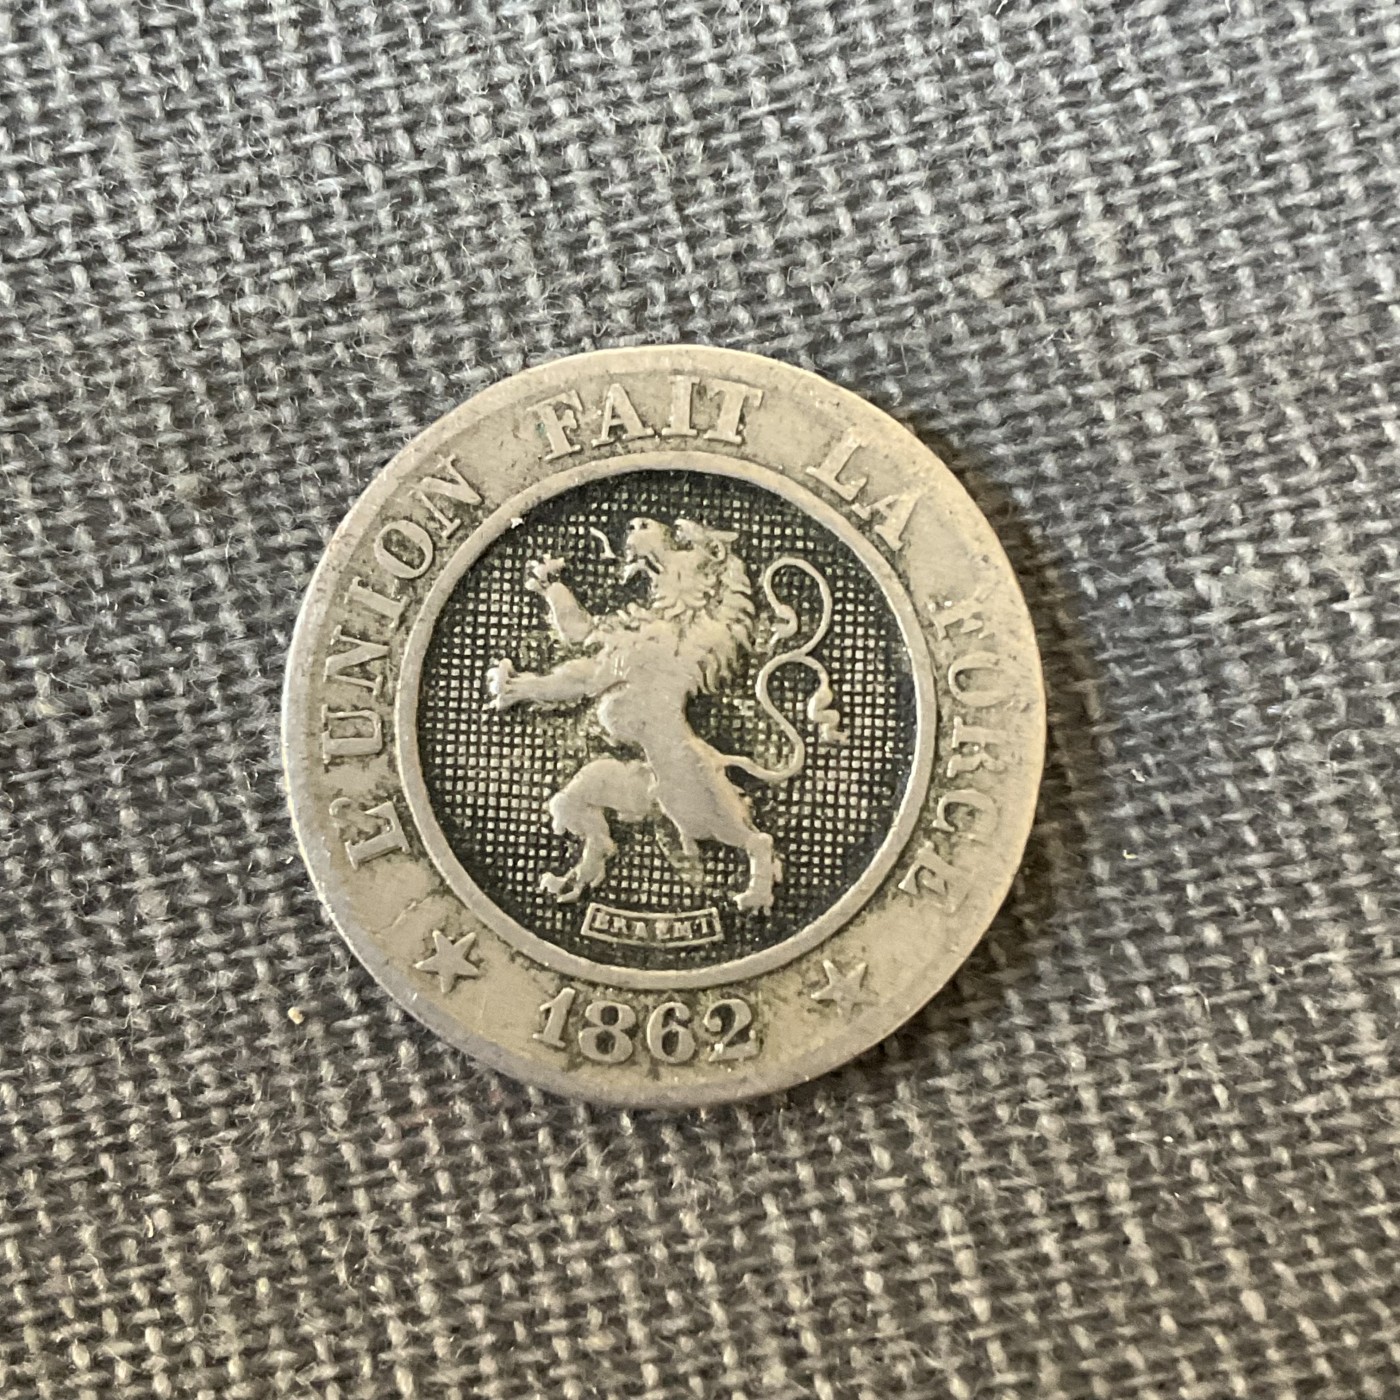 L'UNION FAIT LA FORCE
BRAEMT
★ 1862 ★